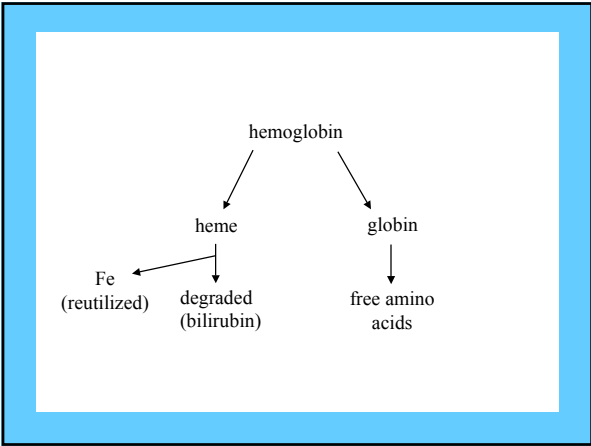 hemoglobin
heme
globin
Fe
(reutilized)
degraded
(bilirubin)
free amino
acids